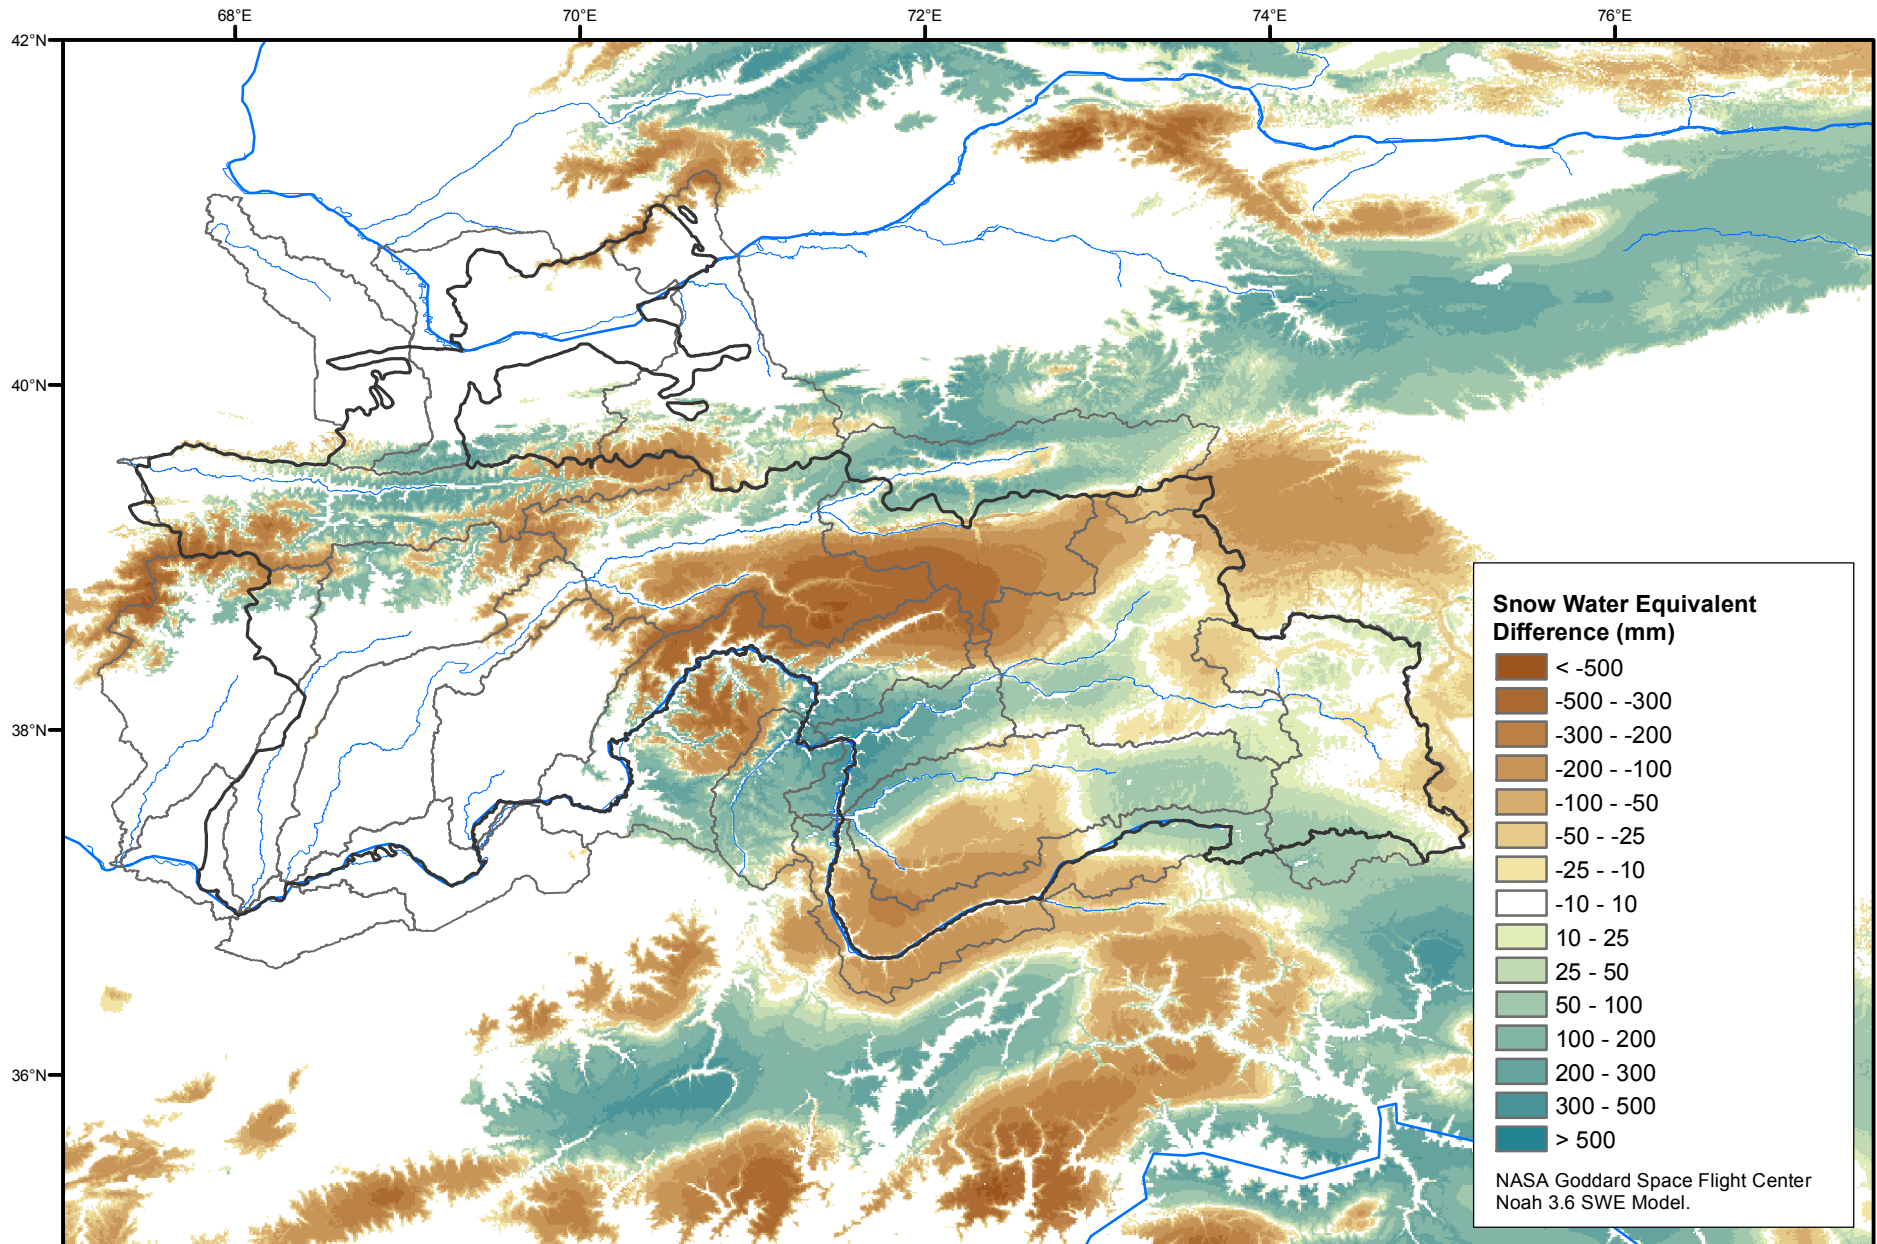 68°E 70°E 72°E 74°E 76°E
42°N
40°N
38°N
36°N
Snow Water Equivalent
Difference (mm)
< -500
-500 - -300
-300 - -200
-200 - -100
-100 - -50
-50 - -25
-25 - -10
-10 - 10
10 - 25
25 - 50
50 - 100
100 - 200
200 - 300
300 - 500
> 500
NASA Goddard Space Flight Center
Noah 3.6 SWE Model.